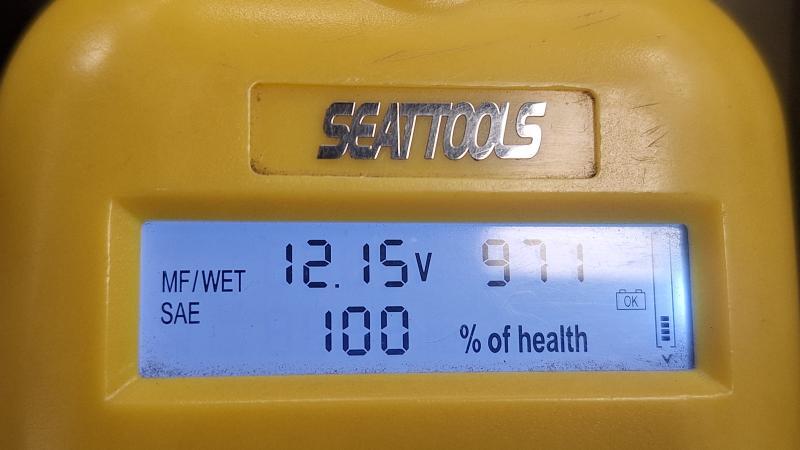 SEATTOOLS
MF/WET 12.15V 971
OK
SAE 100 % of health
V